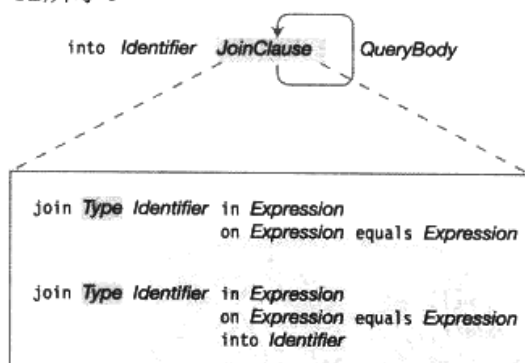 into Identifier JoinClause QueryBody
join Type Identifier in Expression
on Expression equals Expression
join Type Identifier in Expression
on Expression equals Expression
into Identifier